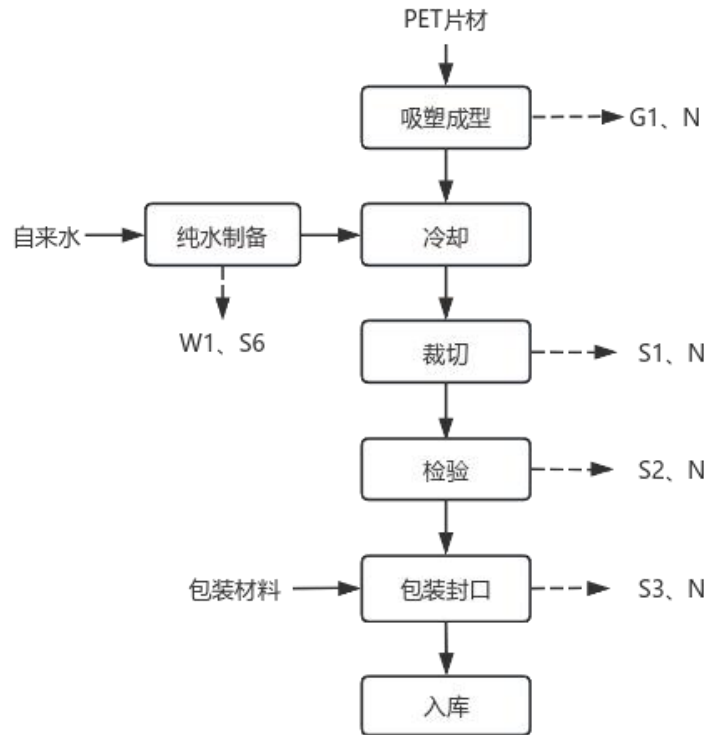 PET片材
吸塑成型
G1、N
自来水
纯水制备
冷却
W1、S6
裁切
S1、N
检验
S2、N
包装材料
包装封口
S3、N
入库